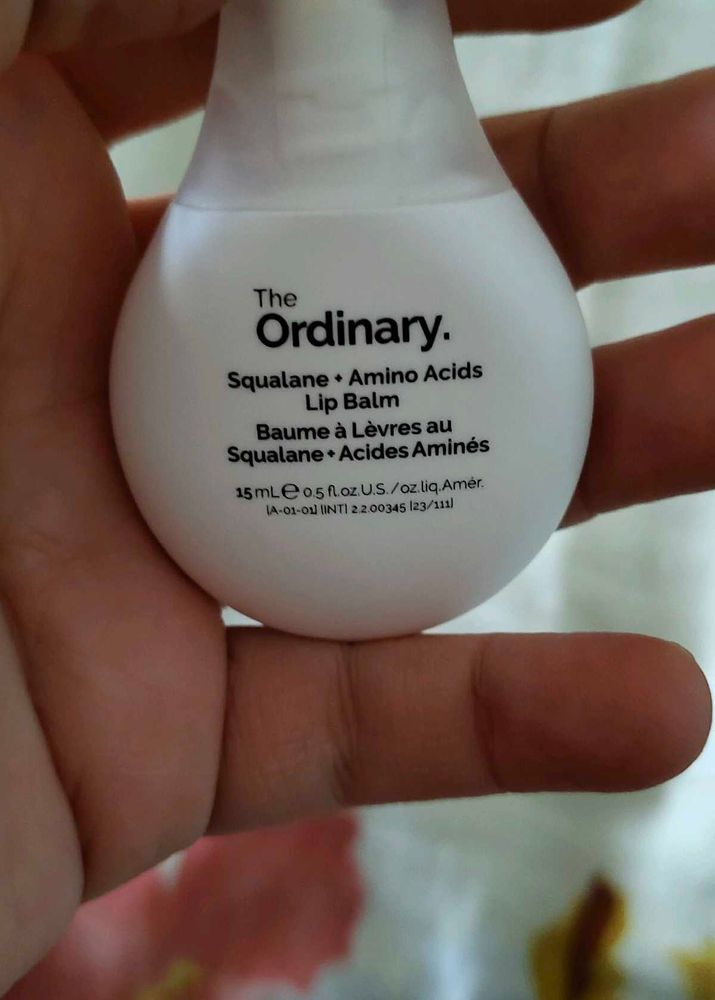 The
Ordinary.
Squalane + Amino Acids
Lip Balm
Baume à Lèvres au
Squalane + Acides Aminés
15 mL ℮ 0.5 fl.oz.U.S./oz.liq.Amér.
[A-01-01] [INT] 2.2.00345 [23/111]